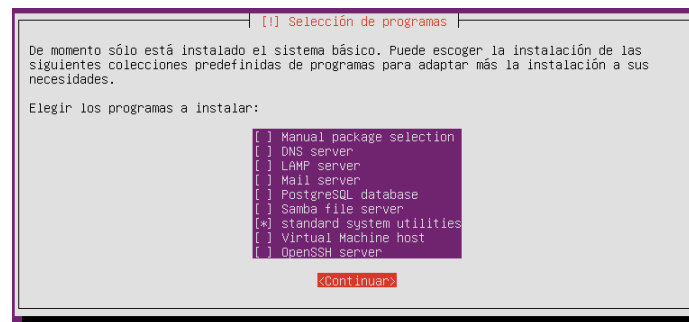 [!] Selección de programas
De momento sólo está instalado el sistema básico. Puede escoger la instalación de las
siguientes colecciones predefinidas de programas para adaptar más la instalación a sus
necesidades.
Elegir los programas a instalar:
[ ] Manual package selection
[ ] DNS server
[ ] LAMP server
[ ] Mail server
[ ] PostgreSQL database
[ ] Samba file server
[*] standard system utilities
[ ] Virtual Machine host
[ ] OpenSSH server
<Continuar>